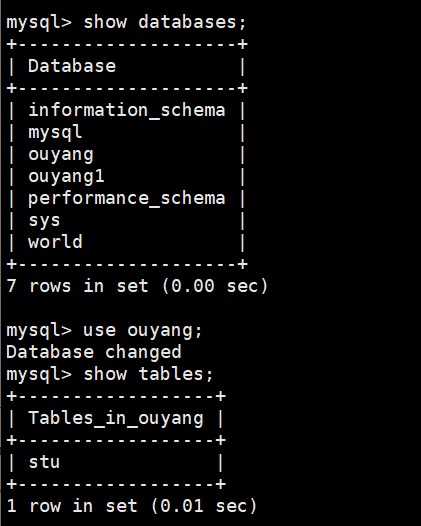 mysql> show databases;
+--------------------+
| Database           |
+--------------------+
| information_schema |
| mysql              |
| ouyang             |
| ouyang1            |
| performance_schema |
| sys                |
| world              |
+--------------------+
7 rows in set (0.00 sec)

mysql> use ouyang;
Database changed
mysql> show tables;
+------------------+
| Tables_in_ouyang |
+------------------+
| stu              |
+------------------+
1 row in set (0.01 sec)